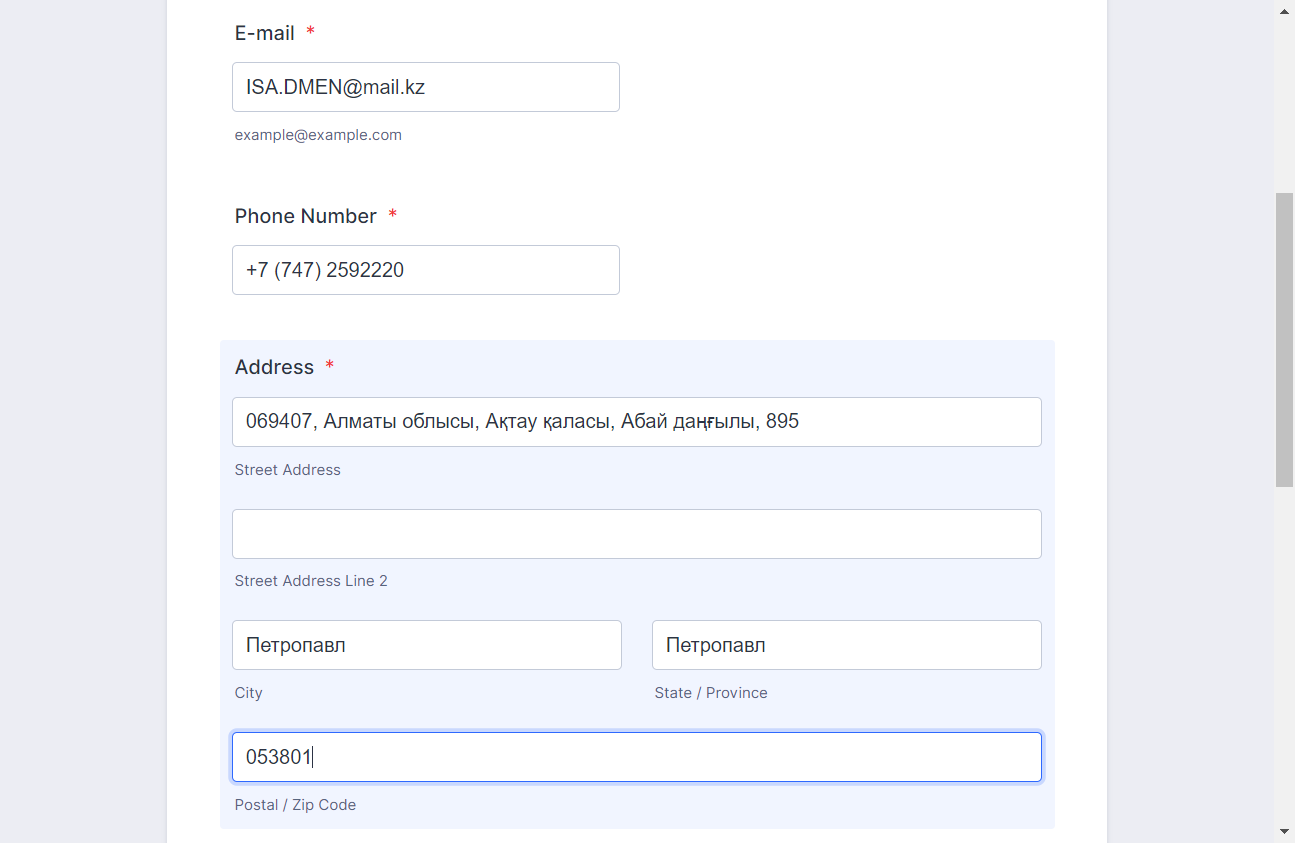 E-mail *
ISA.DMEN@mail.kz
example@example.com
Phone Number *
+7 (747) 2592220
Address *
069407, Алматы облысы, Ақтау қаласы, Абай даңғылы, 895
Street Address
Street Address Line 2
Петропавл Петропавл
City State / Province
053801
Postal / Zip Code